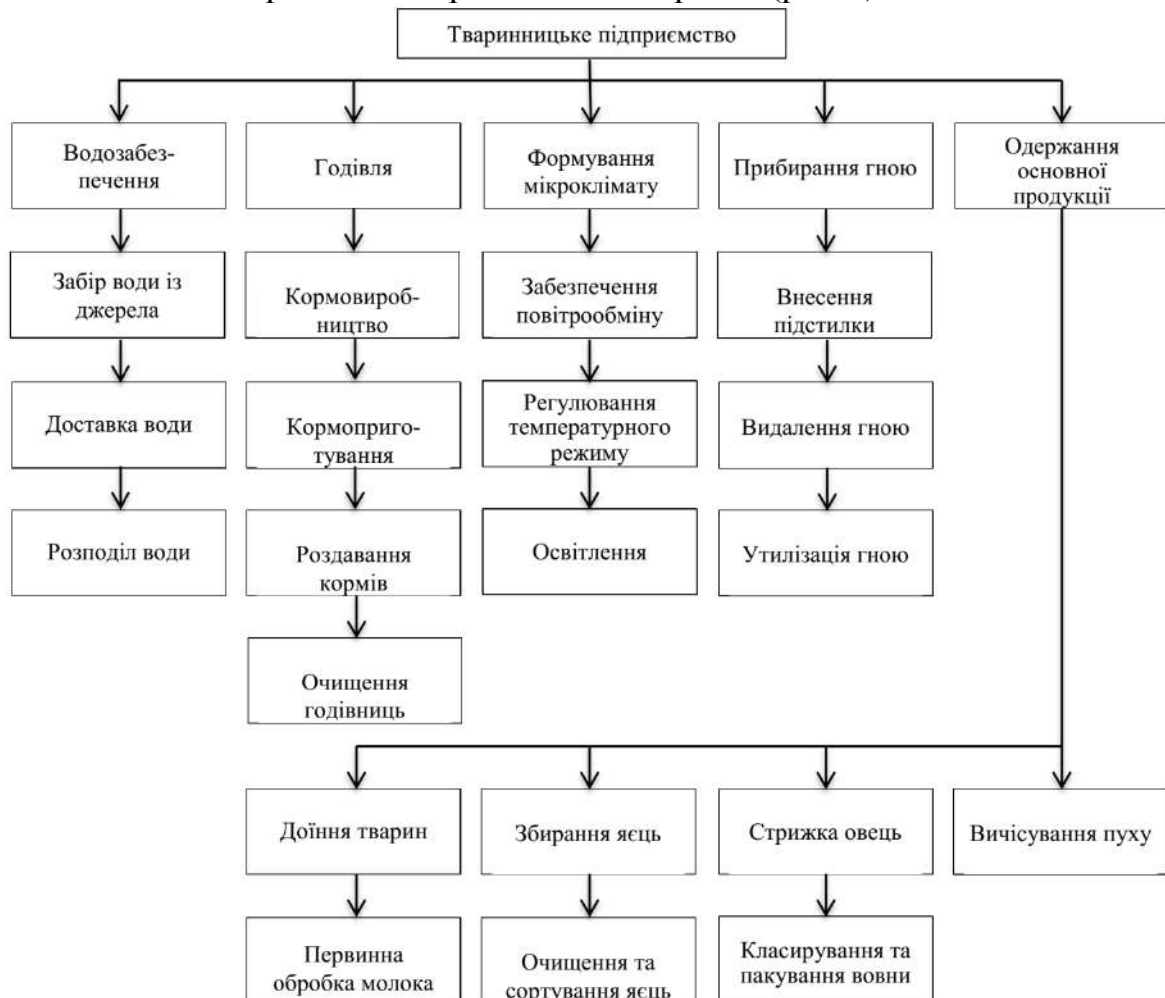 Тваринницьке підприємство
Водозабез-
печення
Годівля
Формування
мікроклімату
Прибирання гною
Одержання
основної
продукції
Забір води із
джерела
Кормовироб-
ництво
Забезпечення
повітрообміну
Внесення
підстилки
Доставка води
Кормоприго-
тування
Регулювання
температурного
режиму
Видалення гною
Розподіл води
Роздавання
кормів
Освітлення
Утилізація гною
Очищення
годівниць
Доїння тварин
Збирання яєць
Стрижка овець
Вичісування пуху
Первинна
обробка молока
Очищення та
сортування яєць
Класирування та
пакування вовни